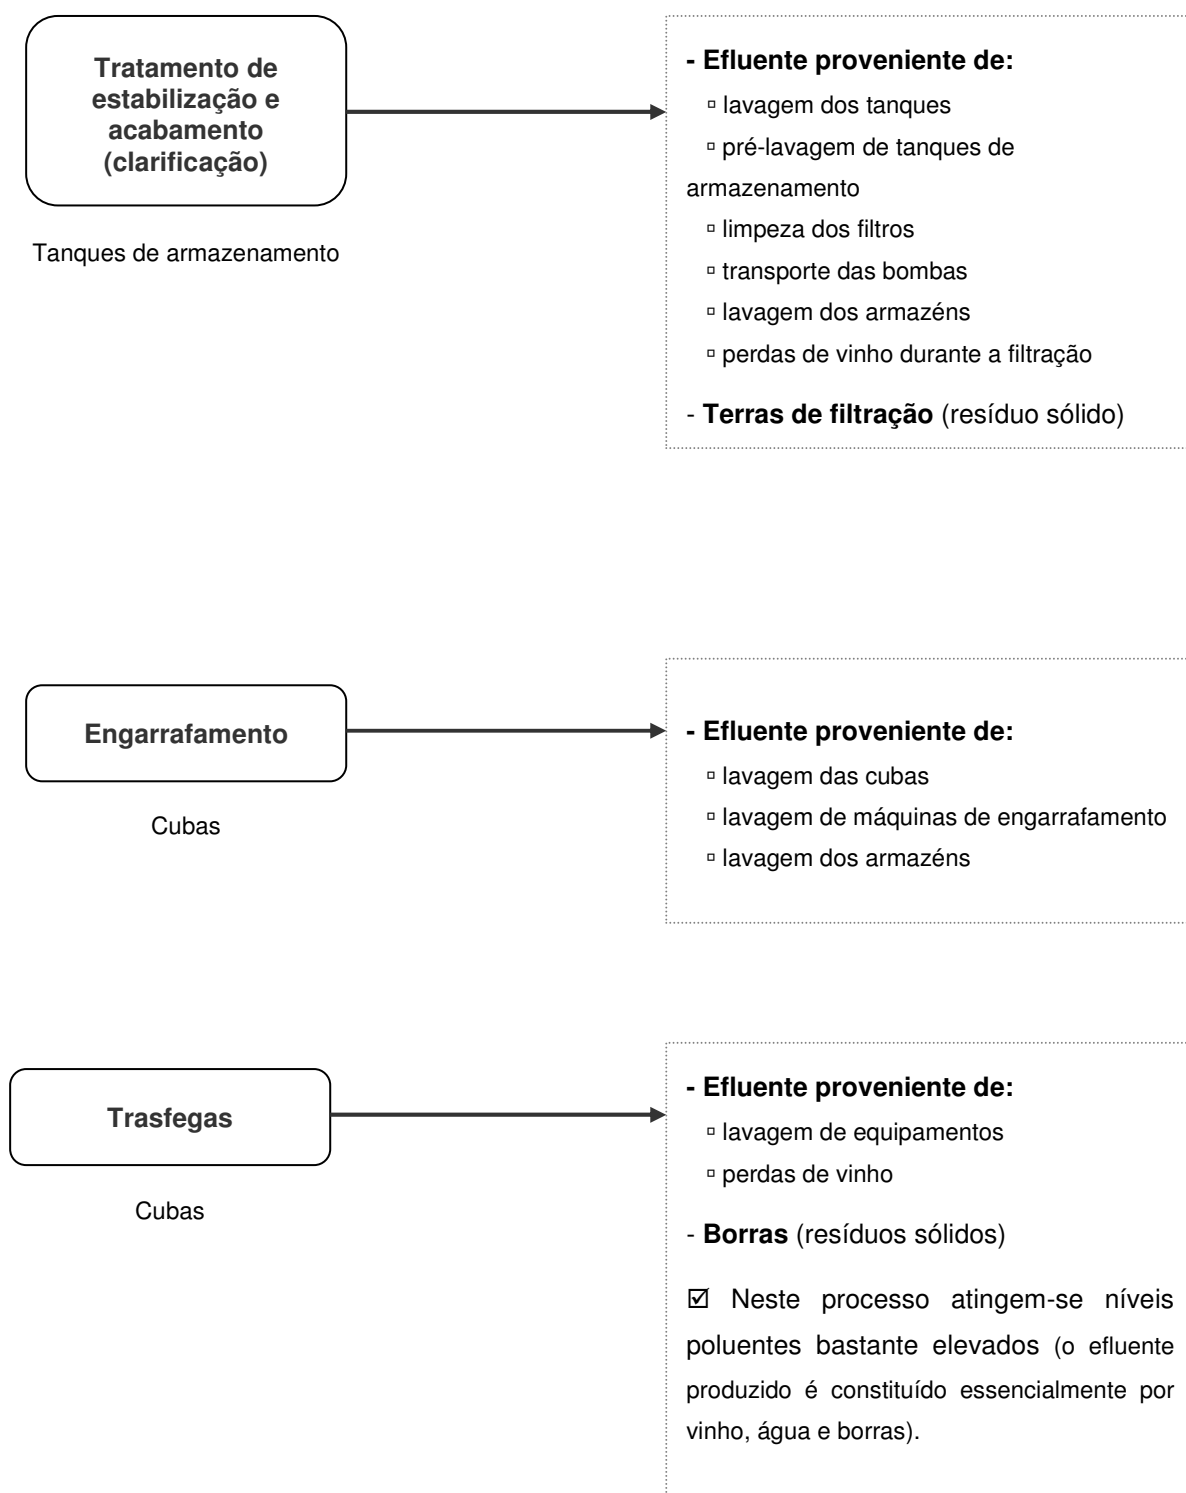 Tratamento de
estabilização e
acabamento
(clarificação)
Tanques de armazenamento
- Efluente proveniente de:
▫ lavagem dos tanques
▫ pré-lavagem de tanques de
armazenamento
▫ limpeza dos filtros
▫ transporte das bombas
▫ lavagem dos armazéns
▫ perdas de vinho durante a filtração
- Terras de filtração (resíduo sólido)
Engarrafamento
Cubas
- Efluente proveniente de:
▫ lavagem das cubas
▫ lavagem de máquinas de engarrafamento
▫ lavagem dos armazéns
Trasfegas
Cubas
- Efluente proveniente de:
▫ lavagem de equipamentos
▫ perdas de vinho
- Borras (resíduos sólidos)
☑ Neste processo atingem-se níveis
poluentes bastante elevados (o efluente
produzido é constituído essencialmente por
vinho, água e borras).